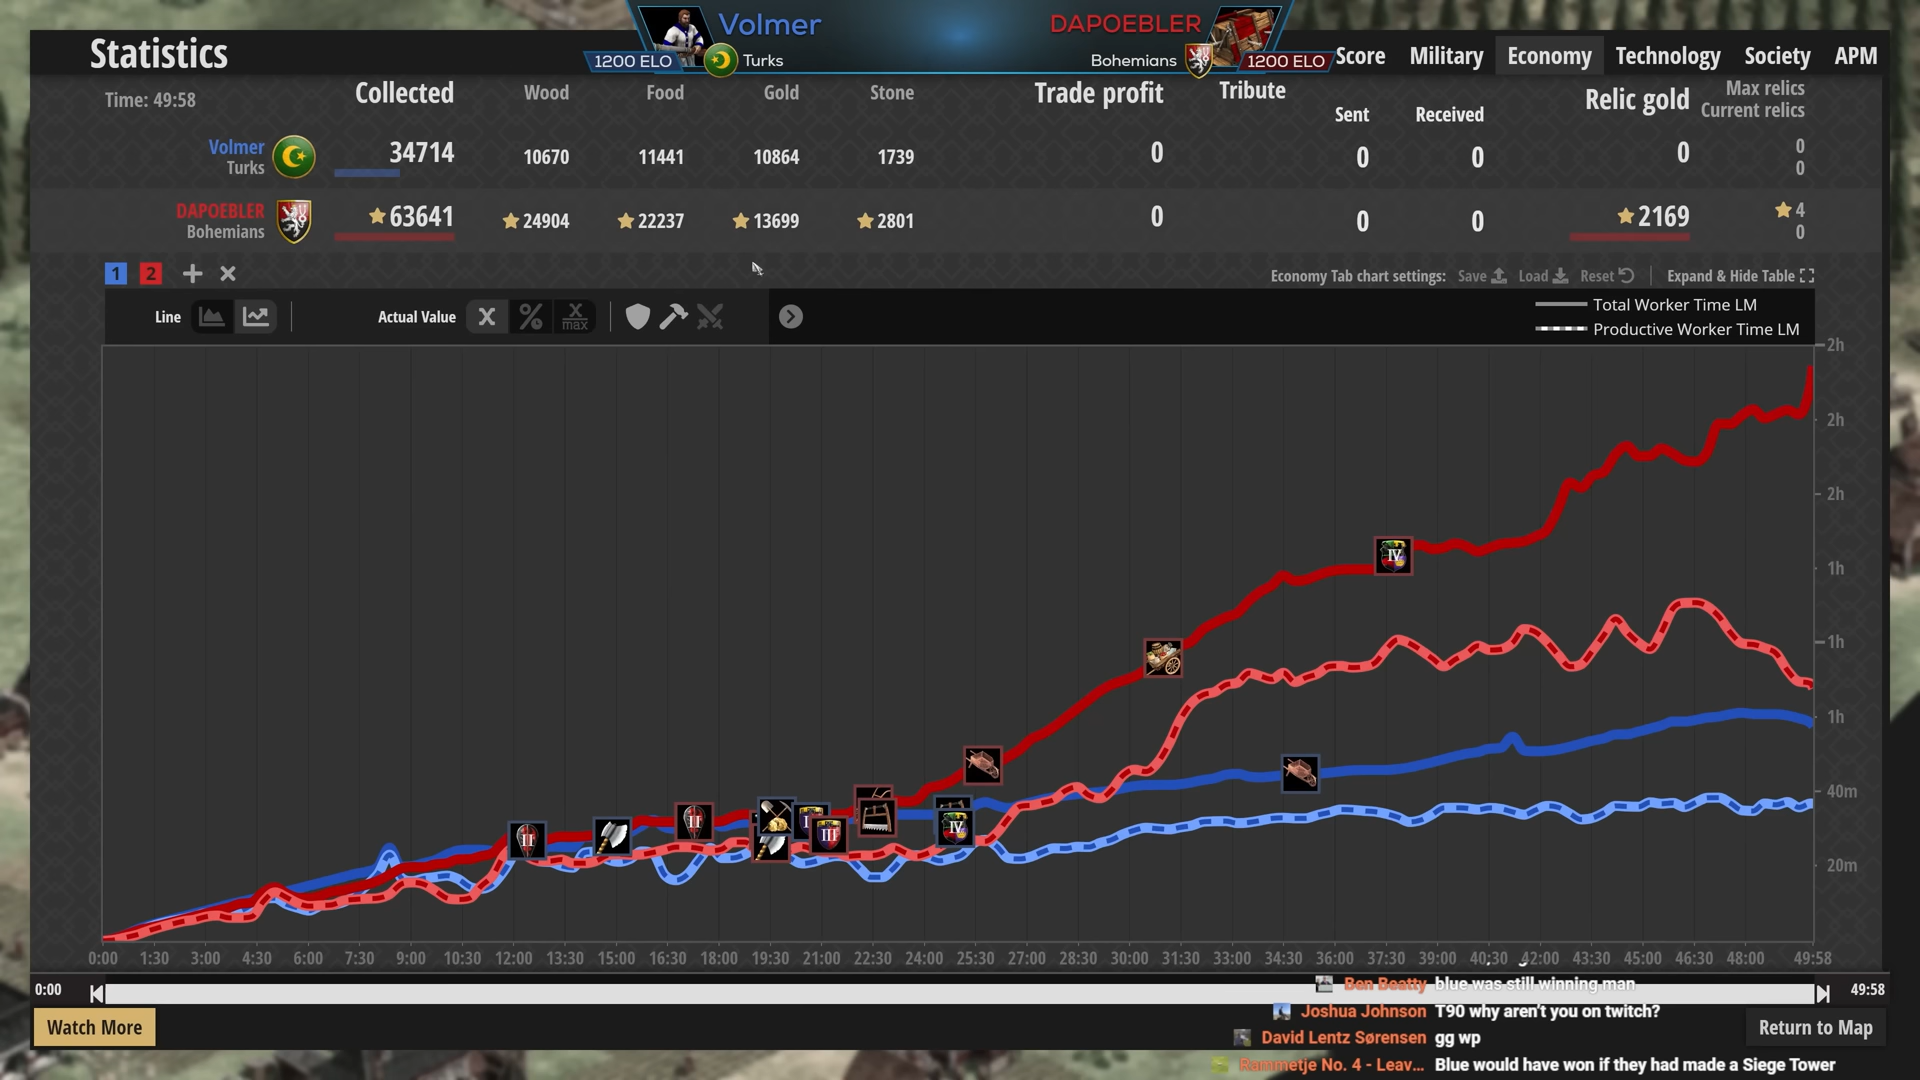 Volmer
DAPOEBLER
1200 ELO
Turks
Bohemians
1200 ELO
Statistics
Score
Military
Economy
Technology
Society
APM
Time: 49:58
Collected
Wood
Food
Gold
Stone
Trade profit
Tribute
Sent
Received
Relic gold
Max relics
Current relics
Volmer
Turks
34714
10670
11441
10864
1739
0
0
0
0
0
0
DAPOEBLER
Bohemians
63641
24904
22237
13699
2801
0
0
0
2169
4
0
1
2
Economy Tab chart settings:
Save
Load
Reset
Expand & Hide Table
Line
Actual Value
X
%
X
max
Total Worker Time LM
Productive Worker Time LM
2h
2h
2h
1h
1h
1h
40m
20m
IV
II
II
III
IV
0:00 1:30 3:00 4:30 6:00 7:30 9:00 10:30 12:00 13:30 15:00 16:30 18:00 19:30 21:00 22:30 24:00 25:30 27:00 28:30 30:00 31:30 33:00 34:30 36:00 37:30 39:00 40:30 42:00 43:30 45:00 46:30 48:00 49:58
0:00
49:58
Ben Beatty blue was still winning man
Joshua Johnson T90 why aren't you on twitch?
David Lentz Sørensen gg wp
Rammetje No. 4 - Leav... Blue would have won if they had made a Siege Tower
Watch More
Return to Map